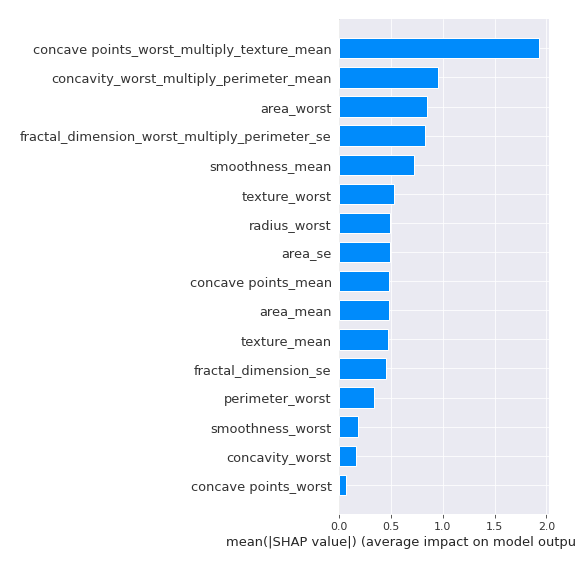 concave points_worst_multiply_texture_mean
concavity_worst_multiply_perimeter_mean
area_worst
fractal_dimension_worst_multiply_perimeter_se
smoothness_mean
texture_worst
radius_worst
area_se
concave points_mean
area_mean
texture_mean
fractal_dimension_se
perimeter_worst
smoothness_worst
concavity_worst
concave points_worst
0.0 0.5 1.0 1.5 2.0
mean(|SHAP value|) (average impact on model outpu